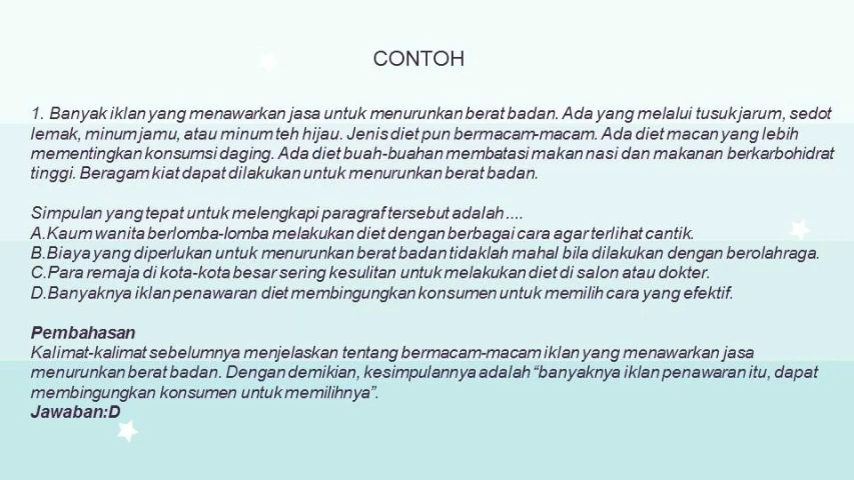 CONTOH
1. Banyak iklan yang menawarkan jasa untuk menurunkan berat badan. Ada yang melalui tusuk jarum, sedot
lemak, minum jamu, atau minum teh hijau. Jenis diet pun bermacam-macam. Ada diet macan yang lebih
mementingkan konsumsi daging. Ada diet buah-buahan membatasi makan nasi dan makanan berkarbohidrat
tinggi. Beragam kiat dapat dilakukan untuk menurunkan berat badan.
Simpulan yang tepat untuk melengkapi paragraf tersebut adalah ....
A.Kaum wanita berlomba-lomba melakukan diet dengan berbagai cara agar terlihat cantik.
B.Biaya yang diperlukan untuk menurunkan berat badan tidaklah mahal bila dilakukan dengan berolahraga.
C.Para remaja di kota-kota besar sering kesulitan untuk melakukan diet di salon atau dokter.
D.Banyaknya iklan penawaran diet membingungkan konsumen untuk memilih cara yang efektif.
Pembahasan
Kalimat-kalimat sebelumnya menjelaskan tentang bermacam-macam iklan yang menawarkan jasa
menurunkan berat badan. Dengan demikian, kesimpulannya adalah “banyaknya iklan penawaran itu, dapat
membingungkan konsumen untuk memilihnya”.
Jawaban:D